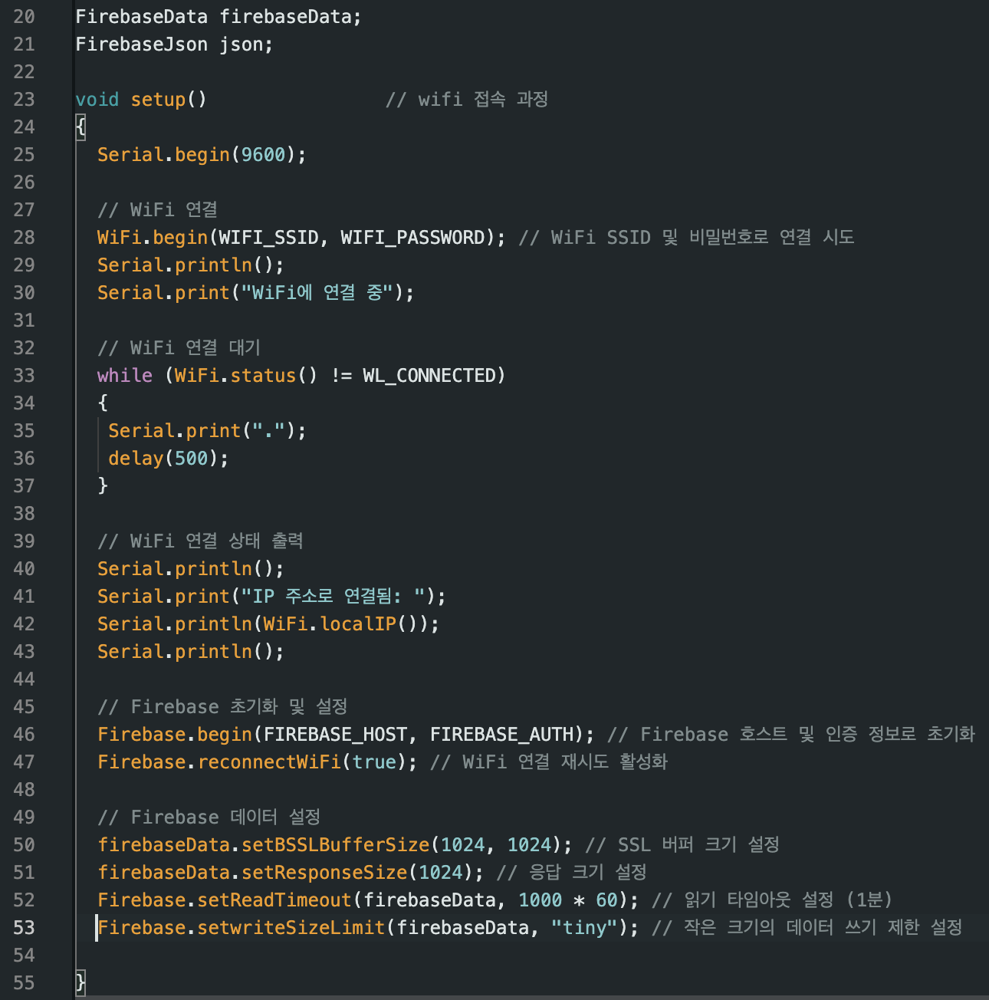 20 FirebaseData firebaseData;
21 FirebaseJson json;
22
23 void setup() // wifi 접속 과정
24 {
25 Serial.begin(9600);
26
27 // WiFi 연결
28 WiFi.begin(WIFI_SSID, WIFI_PASSWORD); // WiFi SSID 및 비밀번호로 연결 시도
29 Serial.println();
30 Serial.print("WiFi에 연결 중");
31
32 // WiFi 연결 대기
33 while (WiFi.status() != WL_CONNECTED)
34 {
35 Serial.print(".");
36 delay(500);
37 }
38
39 // WiFi 연결 상태 출력
40 Serial.println();
41 Serial.print("IP 주소로 연결됨: ");
42 Serial.println(WiFi.localIP());
43 Serial.println();
44
45 // Firebase 초기화 및 설정
46 Firebase.begin(FIREBASE_HOST, FIREBASE_AUTH); // Firebase 호스트 및 인증 정보로 초기화
47 Firebase.reconnectWiFi(true); // WiFi 연결 재시도 활성화
48
49 // Firebase 데이터 설정
50 firebaseData.setBSSLBufferSize(1024, 1024); // SSL 버퍼 크기 설정
51 firebaseData.setResponseSize(1024); // 응답 크기 설정
52 Firebase.setReadTimeout(firebaseData, 1000 * 60); // 읽기 타임아웃 설정 (1분)
53 Firebase.setwriteSizeLimit(firebaseData, "tiny"); // 작은 크기의 데이터 쓰기 제한 설정
54
55 }